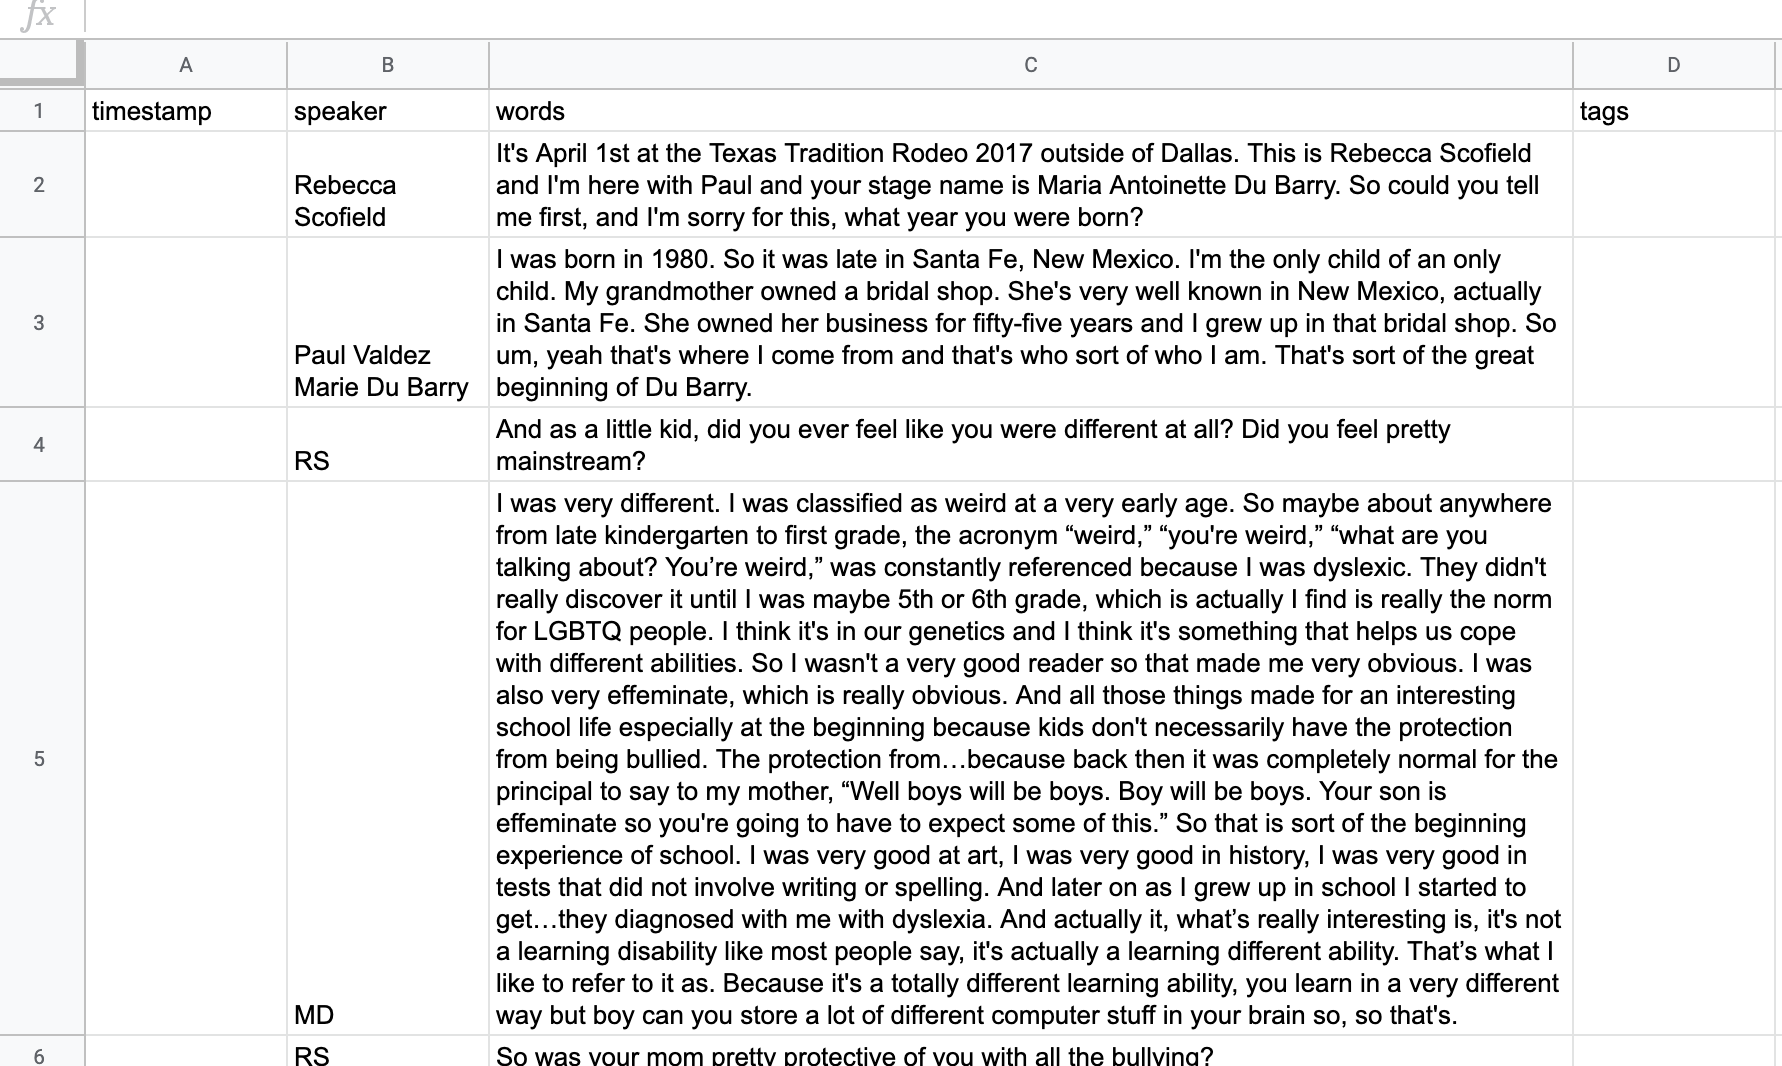 fx
A B C D
1 timestamp speaker words tags
2
Rebecca
Scofield
It's April 1st at the Texas Tradition Rodeo 2017 outside of Dallas. This is Rebecca Scofield
and I'm here with Paul and your stage name is Maria Antoinette Du Barry. So could you tell
me first, and I'm sorry for this, what year you were born?
3
Paul Valdez
Marie Du Barry
I was born in 1980. So it was late in Santa Fe, New Mexico. I'm the only child of an only
child. My grandmother owned a bridal shop. She's very well known in New Mexico, actually
in Santa Fe. She owned her business for fifty-five years and I grew up in that bridal shop. So
um, yeah that's where I come from and that's who sort of who I am. That's sort of the great
beginning of Du Barry.
4
RS
And as a little kid, did you ever feel like you were different at all? Did you feel pretty
mainstream?
5
MD
I was very different. I was classified as weird at a very early age. So maybe about anywhere
from late kindergarten to first grade, the acronym “weird,” “you're weird,” “what are you
talking about? You’re weird,” was constantly referenced because I was dyslexic. They didn't
really discover it until I was maybe 5th or 6th grade, which is actually I find is really the norm
for LGBTQ people. I think it's in our genetics and I think it's something that helps us cope
with different abilities. So I wasn't a very good reader so that made me very obvious. I was
also very effeminate, which is really obvious. And all those things made for an interesting
school life especially at the beginning because kids don't necessarily have the protection
from being bullied. The protection from…because back then it was completely normal for the
principal to say to my mother, “Well boys will be boys. Boy will be boys. Your son is
effeminate so you're going to have to expect some of this.” So that is sort of the beginning
experience of school. I was very good at art, I was very good in history, I was very good in
tests that did not involve writing or spelling. And later on as I grew up in school I started to
get…they diagnosed with me with dyslexia. And actually it, what’s really interesting is, it's not
a learning disability like most people say, it's actually a learning different ability. That’s what I
like to refer to it as. Because it's a totally different learning ability, you learn in a very different
way but boy can you store a lot of different computer stuff in your brain so, so that's.
6
RS
So was your mom pretty protective of you with all the bullying?